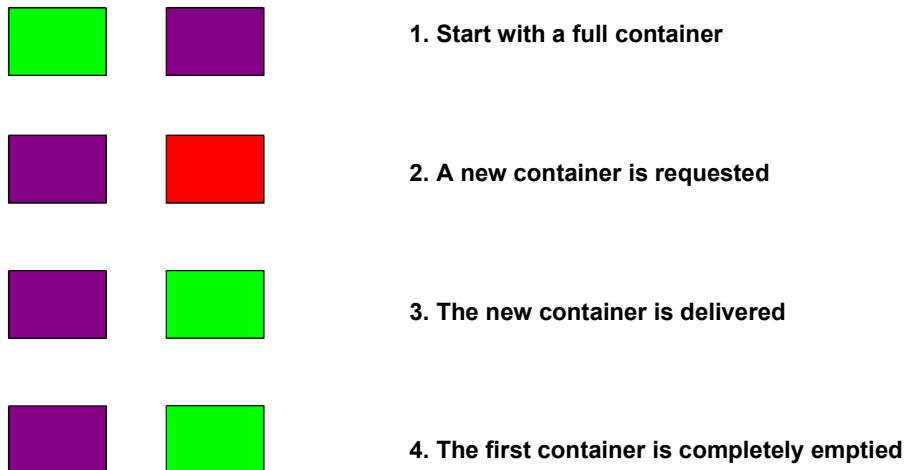 1. Start with a full container
2. A new container is requested
3. The new container is delivered
4. The first container is completely emptied